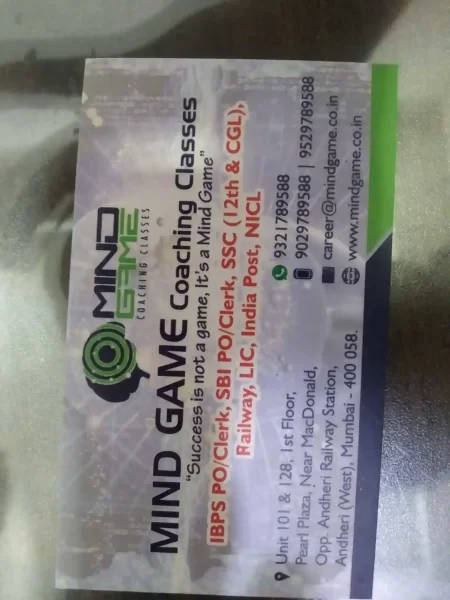 MIND
GAME
COACHING CLASSES
MIND GAME Coaching Classes
"Success is not a game, It's a Mind Game"
IBPS PO/Clerk, SBI PO/Clerk, SSC (12th & CGL),
Railway, LIC, India Post, NICL
Unit 101 & 128, 1st Floor,
Pearl Plaza, Near MacDonald,
Opp. Andheri Railway Station,
Andheri (West), Mumbai - 400 058.
9321789588
9029789588 | 9529789588
career@mindgame.co.in
www.mindgame.co.in